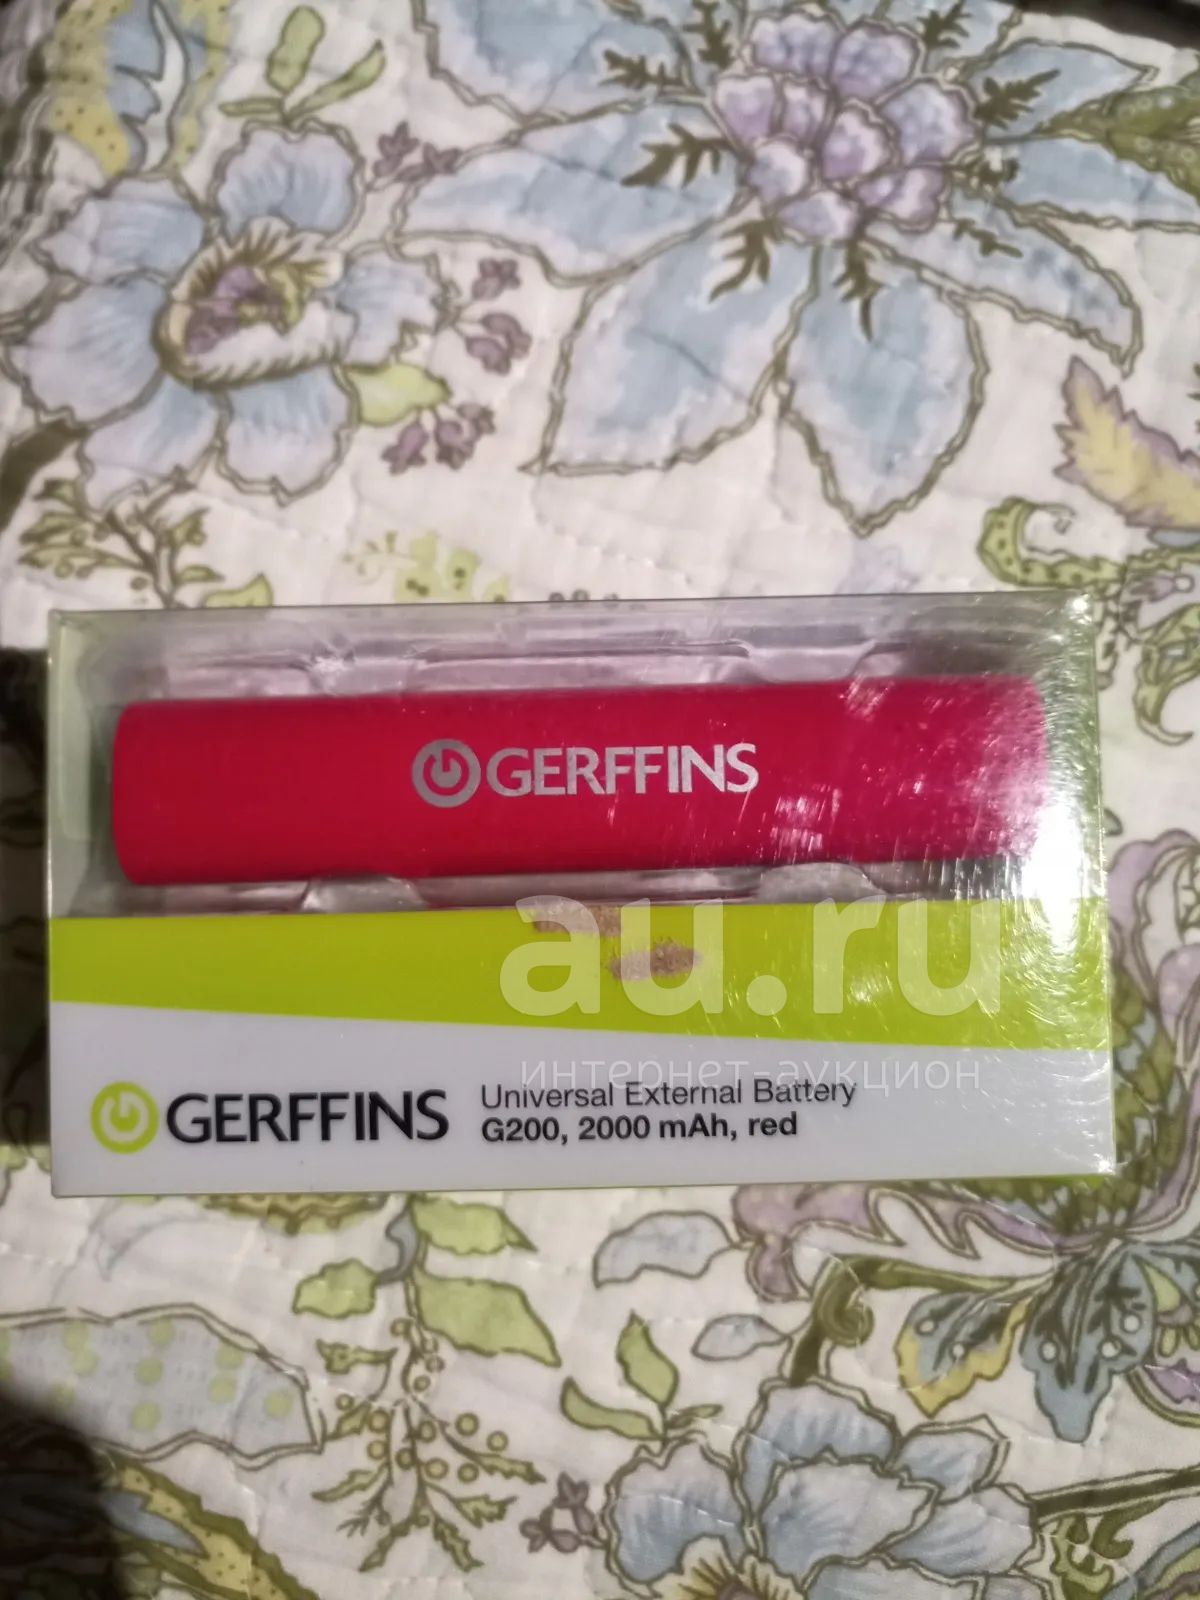 GERFFINS
au.ru
интернет-аукцион
GERFFINS
Universal External Battery
G200, 2000 mAh, red